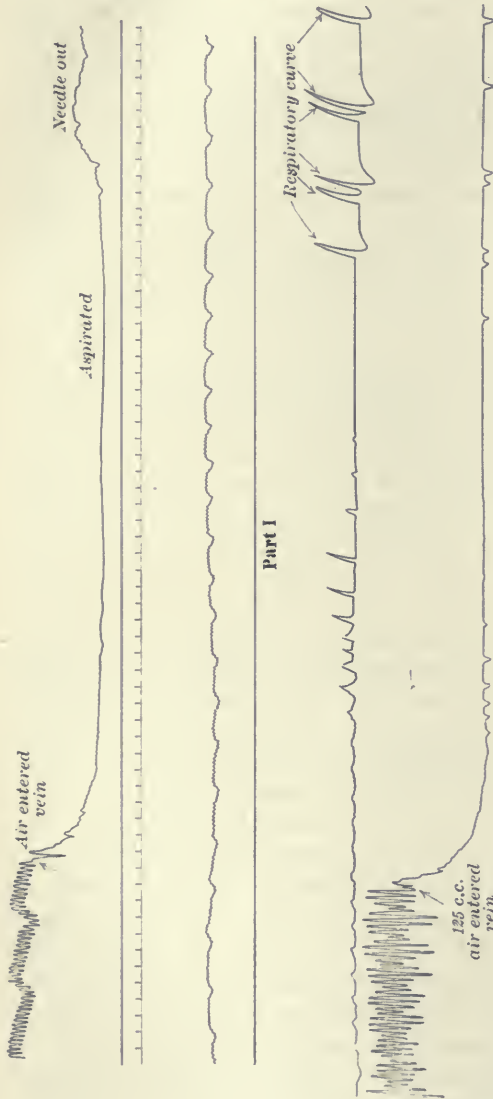 Air entered
vein
Aspirated
Needle out
Part I
125 c.c.
air entered
vein
Respiratory curve